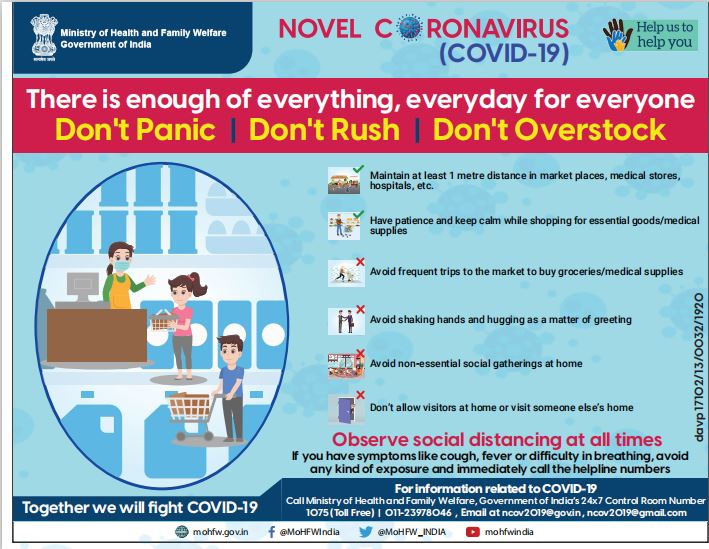 Ministry of Health and Family Welfare
Government of India
NOVEL CORONAVIRUS
(COVID-19)
Help us to
help you
There is enough of everything, everyday for everyone
Don't Panic | Don't Rush | Don't Overstock
Maintain at least 1 metre distance in market places, medical stores,
hospitals, etc.
Have patience and keep calm while shopping for essential goods/medical
supplies
Avoid frequent trips to the market to buy groceries/medical supplies
Avoid shaking hands and hugging as a matter of greeting
Avoid non-essential social gatherings at home
Don't allow visitors at home or visit someone else's home
davp 17102/13/0032/1920
Observe social distancing at all times
If you have symptoms like cough, fever or difficulty in breathing, avoid
any kind of exposure and immediately call the helpline numbers
Together we will fight COVID-19
For information related to COVID-19
Call Ministry of Health and Family Welfare, Government of India's 24x7 Control Room Number
1075 (Toll Free) | 011-23978046 , Email at ncov2019@gov.in , ncov2019@gmail.com
mohfw.gov.in
@MoHFWIndia
@MoHFW_INDIA
mohfwindia